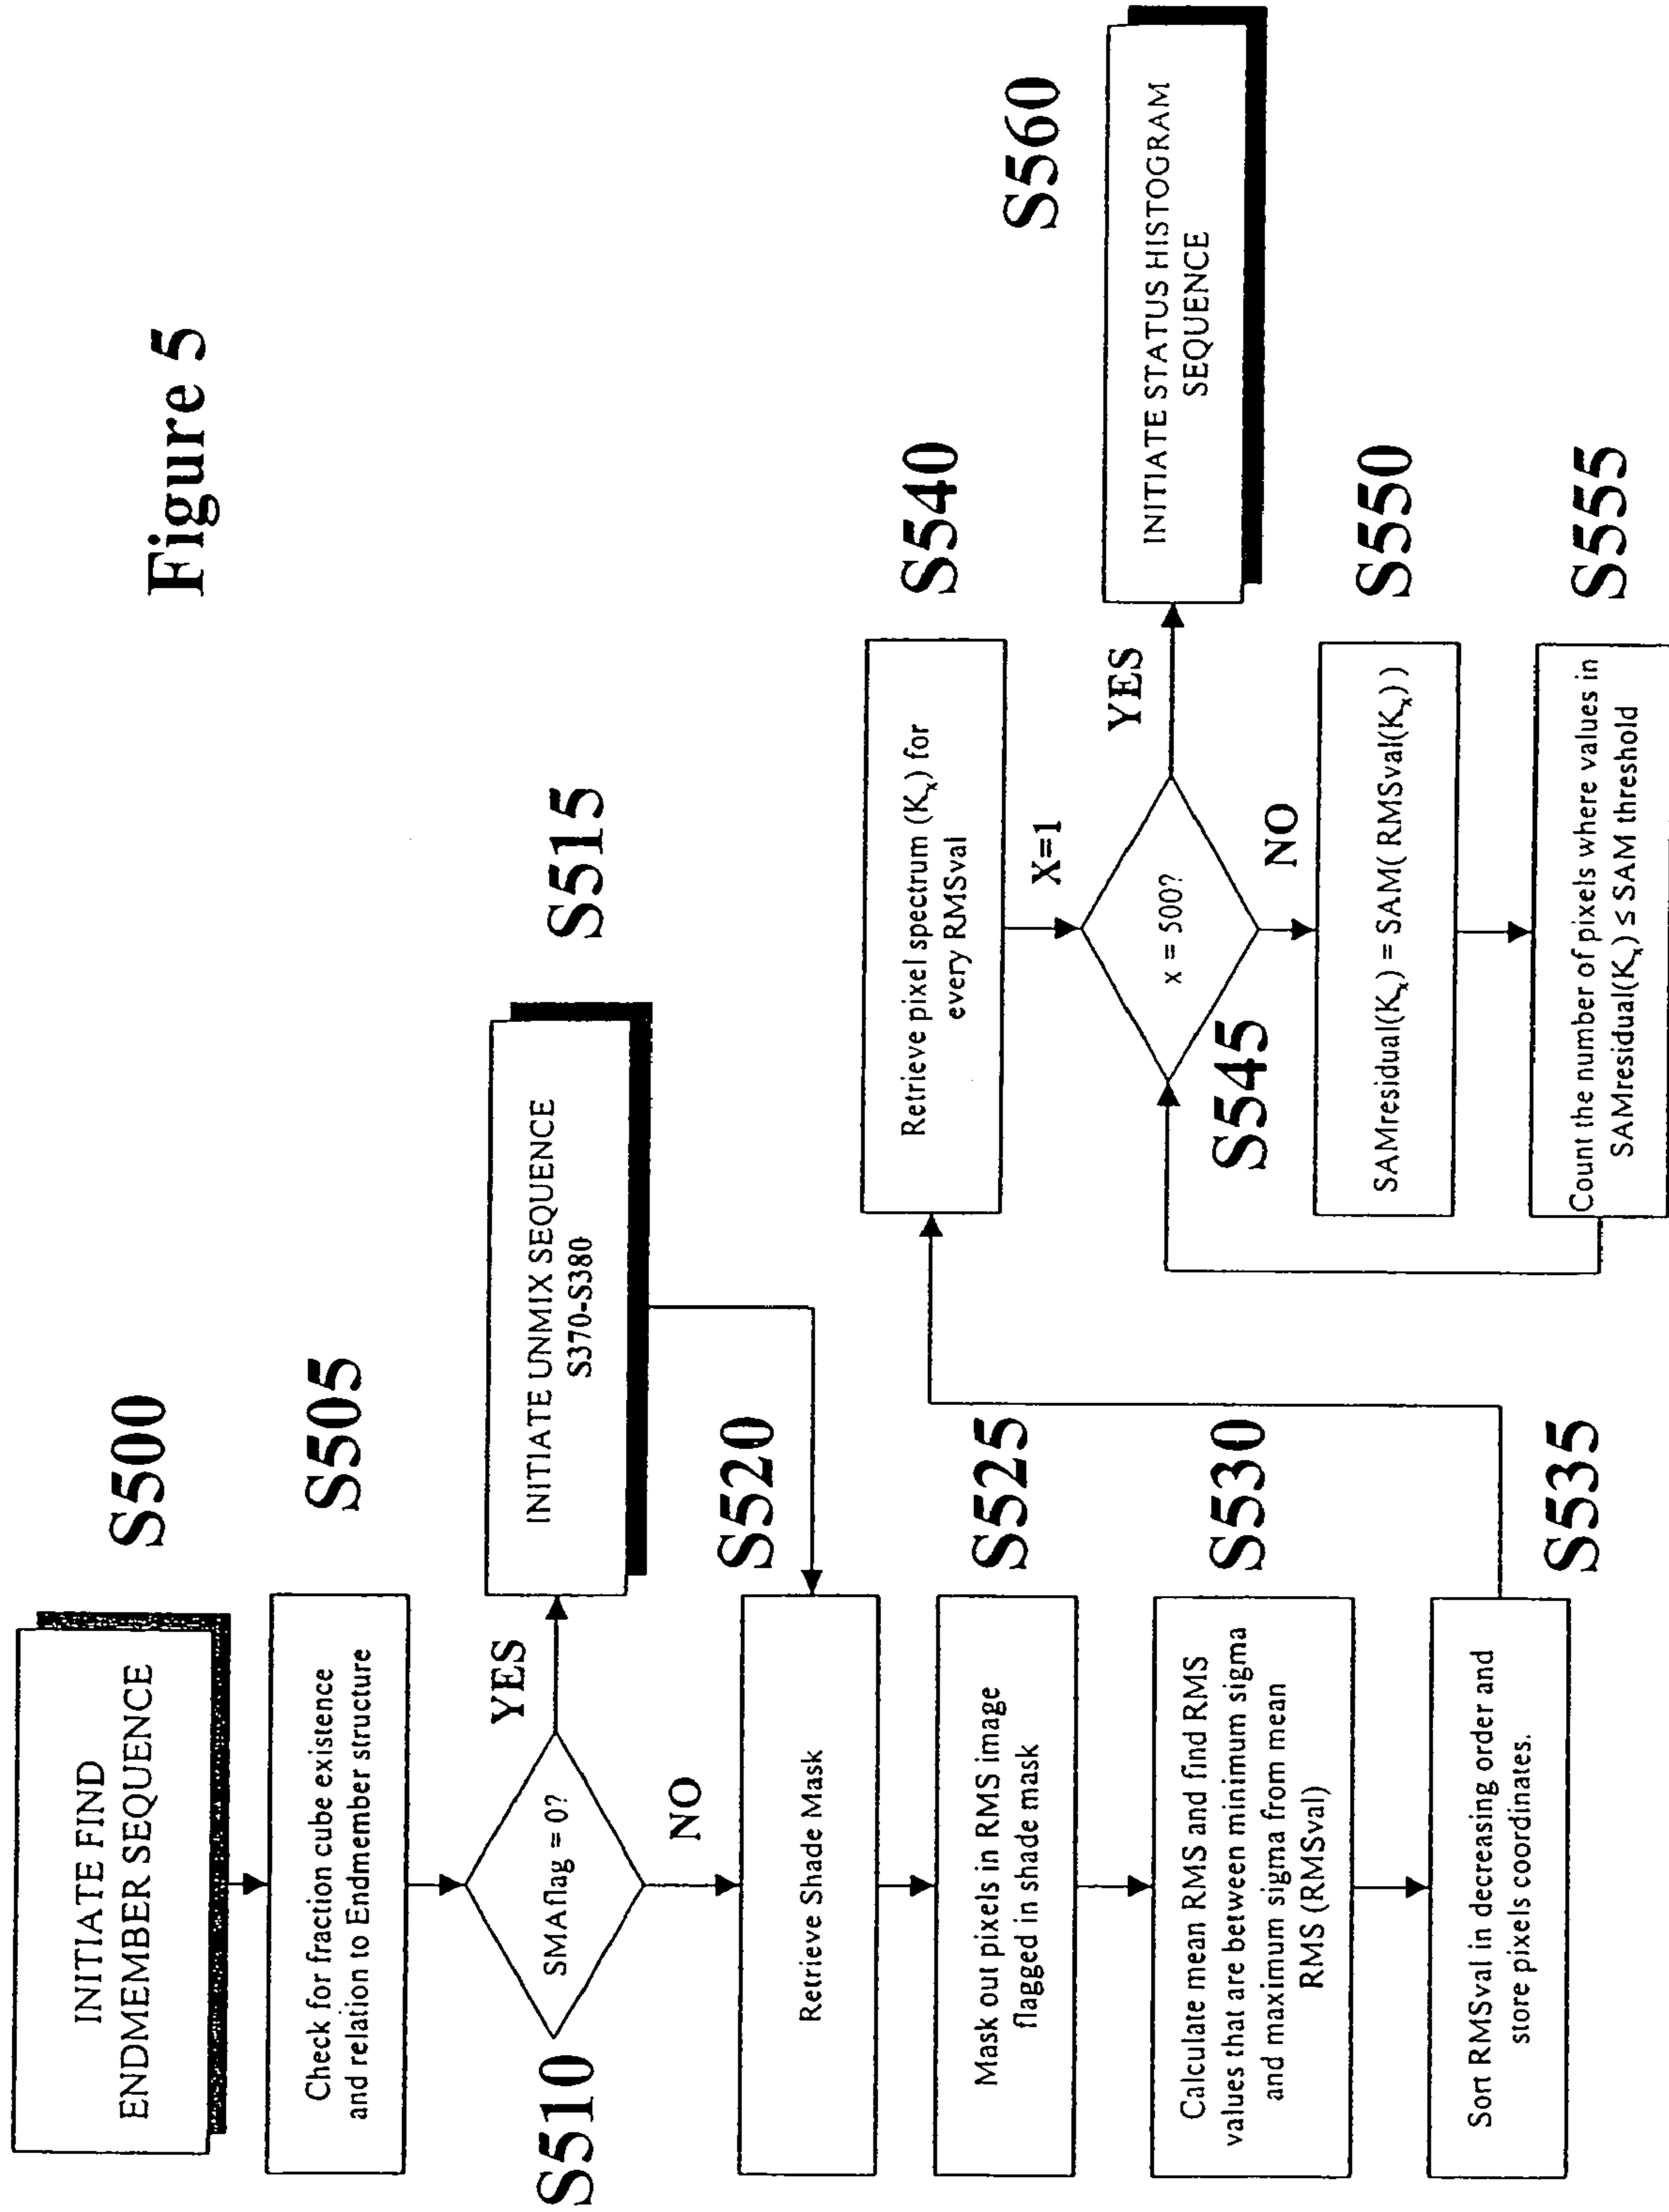 Figure 5
S500
INITIATE FIND
ENDMEMBER SEQUENCE
S505
Check for fraction cube existence
and relation to Endmember structure
S510
SMAflag = 0?
YES
NO
S515
INITIATE UNMIX SEQUENCE
S370-S380
S520
Retrieve Shade Mask
S525
Mask out pixels in RMS image
flagged in shade mask
S530
Calculate mean RMS and find RMS
values that are between minimum sigma
and maximum sigma from mean
RMS (RMSval)
S535
Sort RMSval in decreasing order and
store pixels coordinates.
S540
Retrieve pixel spectrum (Kₓ) for
every RMSval
X=1
S545
x = 500?
YES
NO
S560
INITIATE STATUS HISTOGRAM
SEQUENCE
S550
SAMresidual(Kₓ) = SAM( RMSval(Kₓ) )
S555
Count the number of pixels where values in
SAMresidual(Kₓ) ≤ SAM threshold